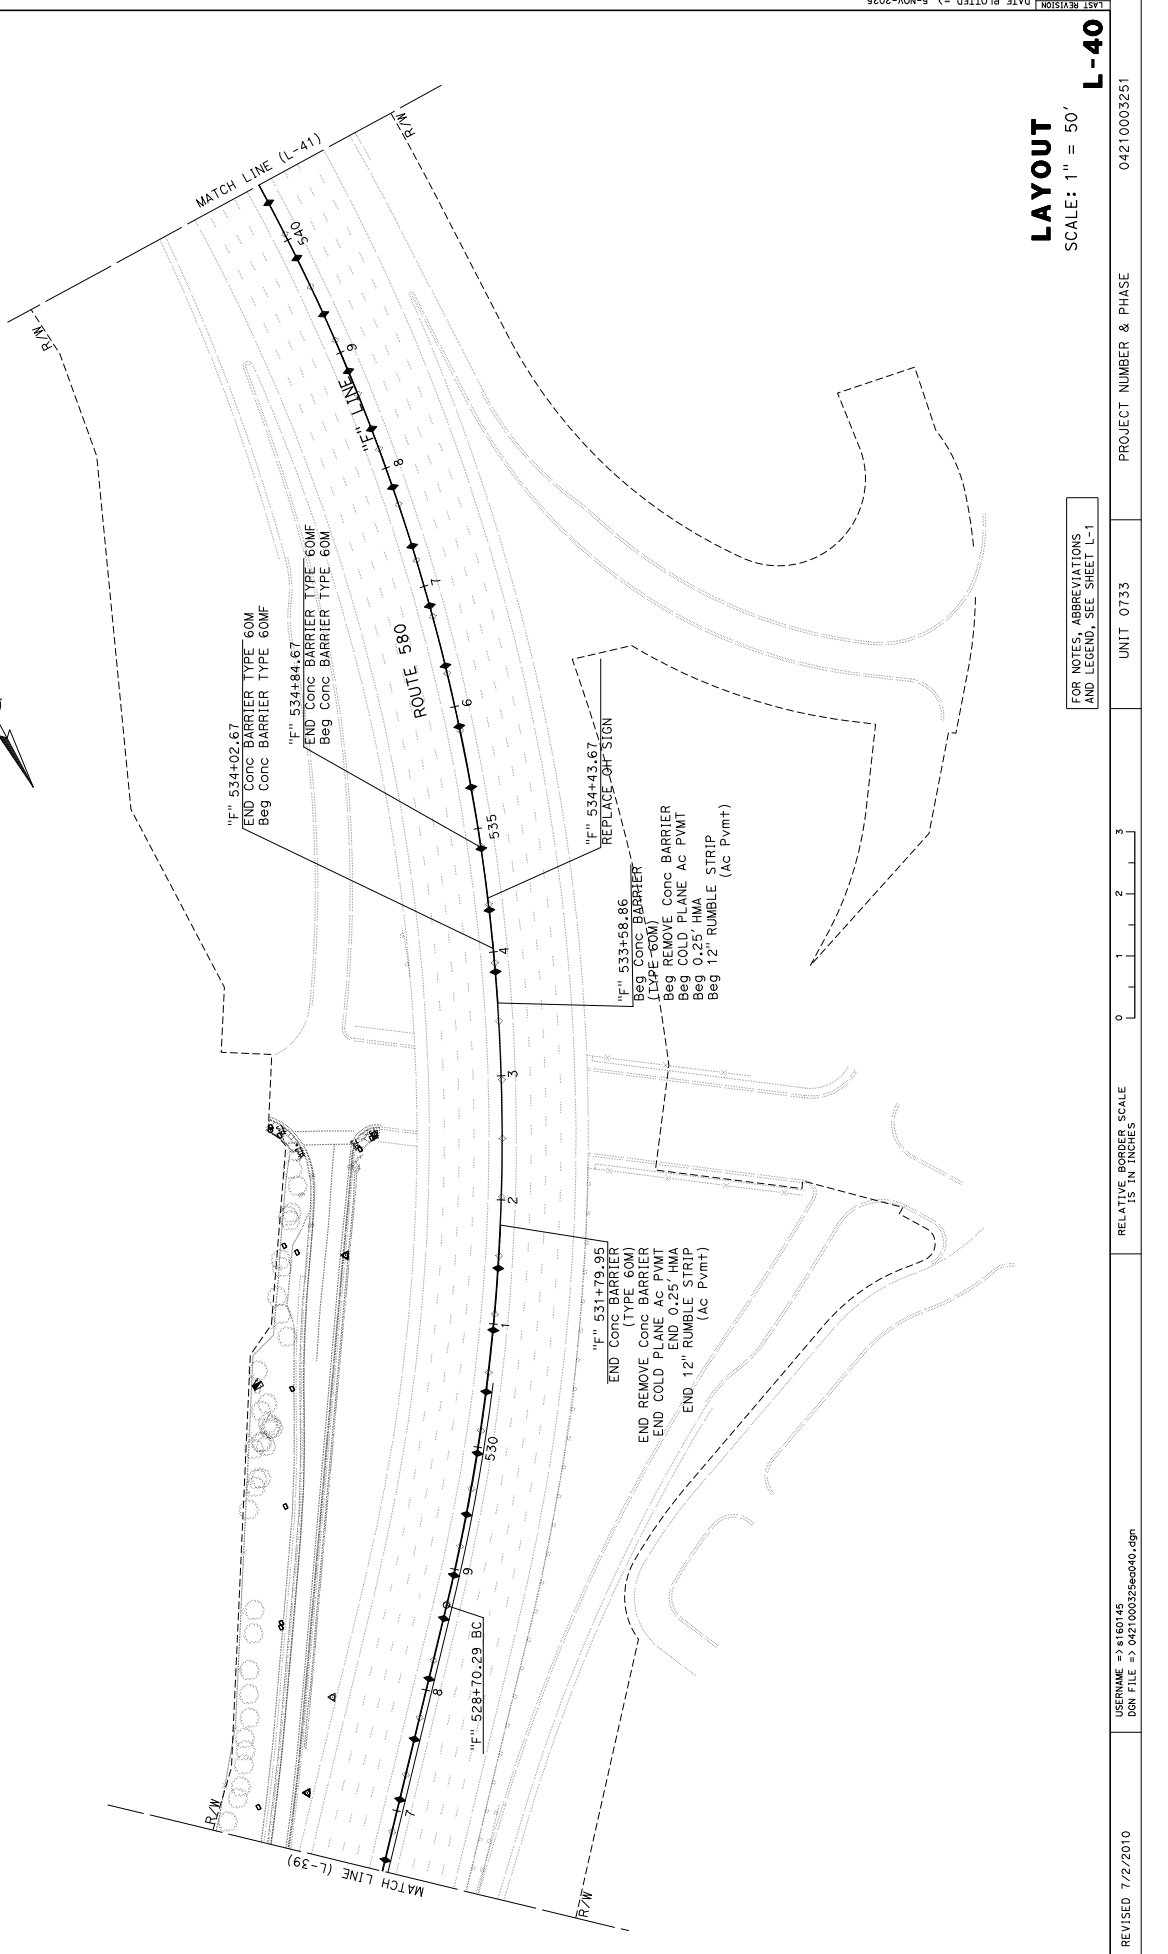 MATCH LINE (L-39)
R/W
R/W
7
8
"F" 528+70.29 BC
9
530
1
"F" 531+79.95
END Conc BARRIER
(TYPE 60M)
END REMOVE Conc BARRIER
END COLD PLANE Ac PVMT
END 0.25' HMA
END 12" RUMBLE STRIP
(Ac Pvmt)
2
3
"F" 533+58.86
Beg Conc BARRIER
(TYPE 60M)
Beg REMOVE Conc BARRIER
Beg COLD PLANE Ac PVMT
Beg 0.25' HMA
Beg 12" RUMBLE STRIP
(Ac Pvmt)
4
"F" 534+02.67
END Conc BARRIER TYPE 60M
Beg Conc BARRIER TYPE 60MF
"F" 534+43.67
REPLACE OH SIGN
"F" 534+84.67
END Conc BARRIER TYPE 60MF
Beg Conc BARRIER TYPE 60M
535
6
ROUTE 580
7
8
"F" LINE
9
540
MATCH LINE (L-41)
R/W
R/W
LAYOUT
SCALE: 1" = 50'
L-40
FOR NOTES, ABBREVIATIONS
AND LEGEND, SEE SHEET L-1
REVISED 7/2/2010
USERNAME => s160145
DGN FILE => 0421000325ea040.dgn
RELATIVE BORDER SCALE
IS IN INCHES
0 1 2 3
UNIT 0733
PROJECT NUMBER & PHASE
04210003251
LAST REVISION
DATE PLOTTED => 5-NOV-2025